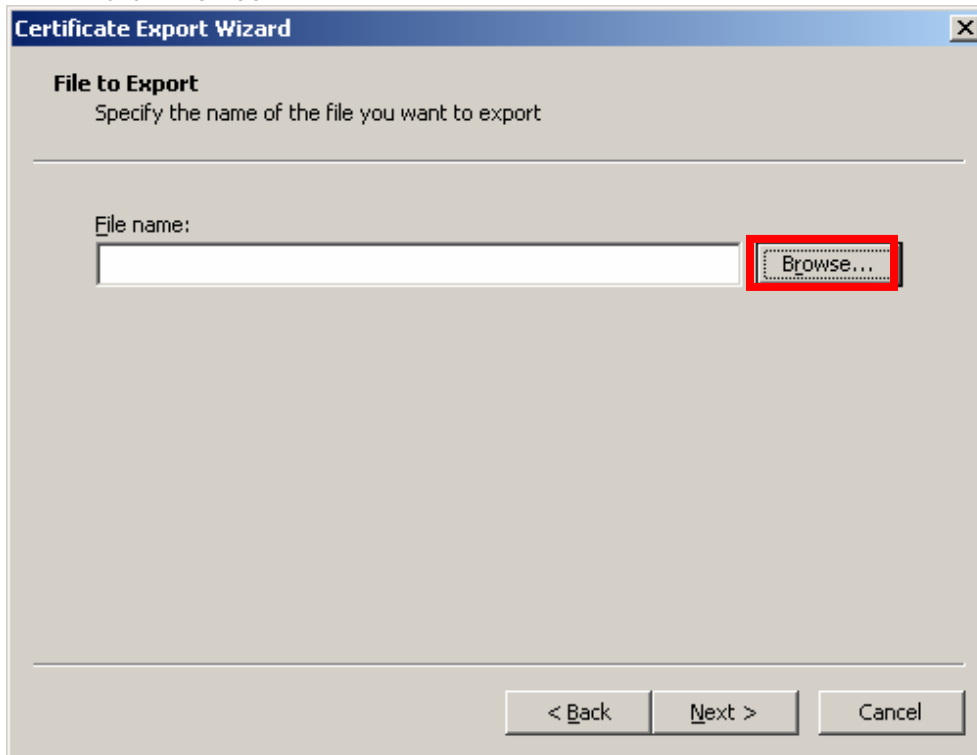 Certificate Export Wizard
File to Export
Specify the name of the file you want to export
File name:
Browse...
< Back
Next >
Cancel